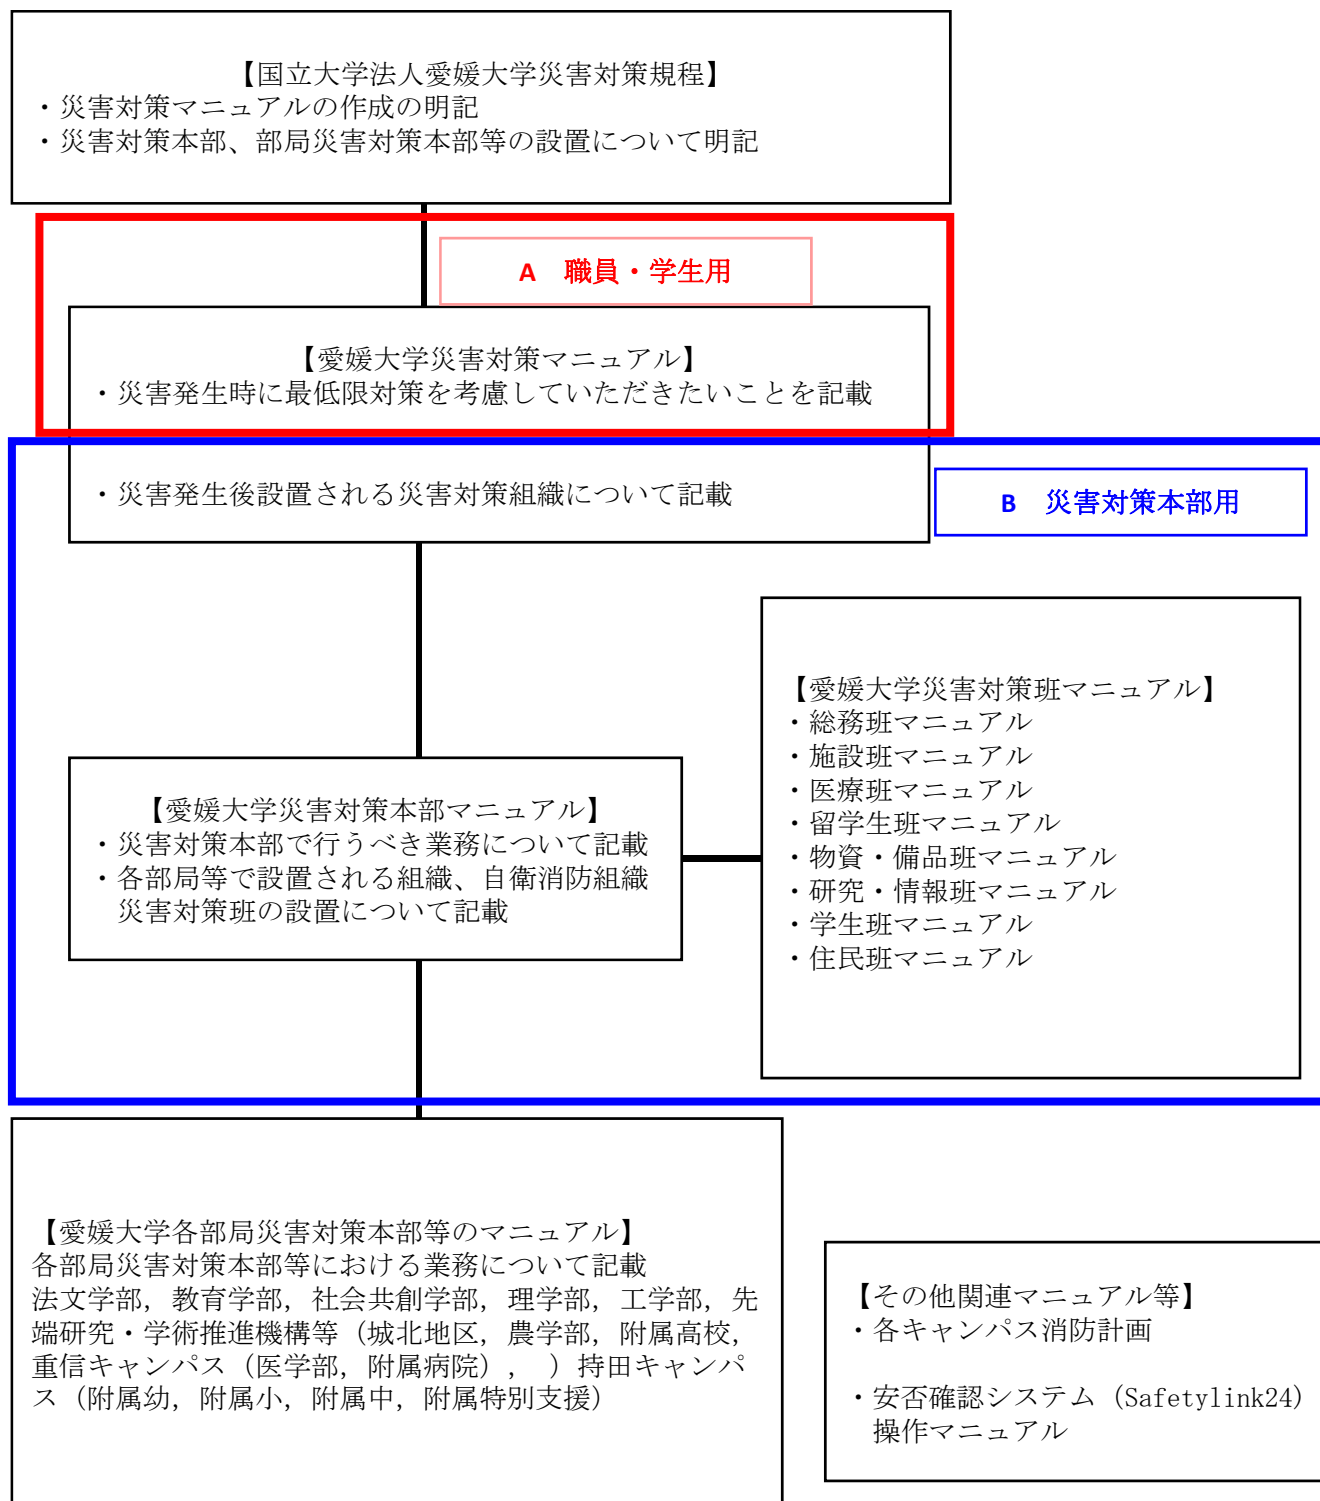 【国立大学法人愛媛大学災害対策規程】
・災害対策マニュアルの作成の明記
・災害対策本部、部局災害対策本部等の設置について明記
A　職員・学生用
【愛媛大学災害対策マニュアル】
・災害発生時に最低限対策を考慮していただきたいことを記載
・災害発生後設置される災害対策組織について記載
B　災害対策本部用
【愛媛大学災害対策班マニュアル】
・総務班マニュアル
・施設班マニュアル
・医療班マニュアル
・留学生班マニュアル
・物資・備品班マニュアル
・研究・情報班マニュアル
・学生班マニュアル
・住民班マニュアル
【愛媛大学災害対策本部マニュアル】
・災害対策本部で行うべき業務について記載
・各部局等で設置される組織、自衛消防組織
災害対策班の設置について記載
【愛媛大学各部局災害対策本部等のマニュアル】
各部局災害対策本部等における業務について記載
法文学部，教育学部，社会共創学部，理学部，工学部，先
端研究・学術推進機構等（城北地区，農学部，附属高校，
重信キャンパス（医学部，附属病院），　）持田キャンパ
ス（附属幼，附属小，附属中，附属特別支援）
【その他関連マニュアル等】
・各キャンパス消防計画
・安否確認システム（Safetylink24）
操作マニュアル